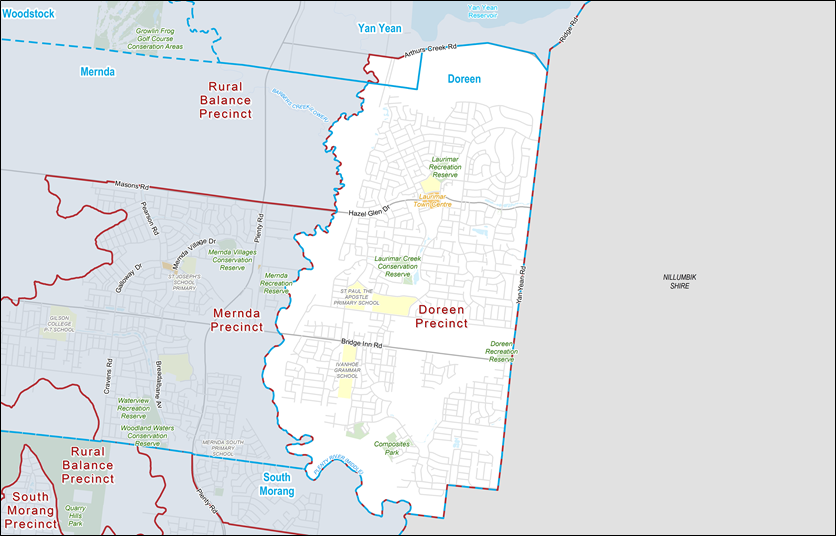 Woodstock
Growlin Frog
Golf Course
Conseration Areas
Yan Yean
Yan Yean
Reservoir
Ridge Rd
Arthurs Creek Rd
Mernda
Doreen
Rural
Balance
Precinct
BARBERS CREEK (LOWER)
Laurimar
Recreation
Reserve
Masons Rd
Laurimar
Town Centre
Hazel Glen Dr
Pearson Rd
Plenty Rd
Mernda Village Dr
Mernda Villages
Conservation
Reserve
Galloway Dr
ST JOSEPH'S
SCHOOL
PRIMARY
Mernda
Recreation
Reserve
Laurimar Creek
Conservation
Reserve
Yan Yean Rd
NILLUMBIK
SHIRE
ST PAUL THE
APOSTLE
PRIMARY SCHOOL
Mernda
Precinct
Doreen
Precinct
GILSON
COLLEGE
P-T SCHOOL
Bridge Inn Rd
Doreen
Recreation
Reserve
Cravens Rd
Breadalbane Av
IVANHOE
GRAMMAR
SCHOOL
Waterview
Recreation
Reserve
Woodland Waters
Conservation
Reserve
MERNDA SOUTH
PRIMARY
SCHOOL
Composites
Park
Rural
Balance
Precinct
PLENTY RIVER (MIDDLE)
South
Morang
Plenty Rd
South
Morang
Precinct
Quarry
Hills
Park